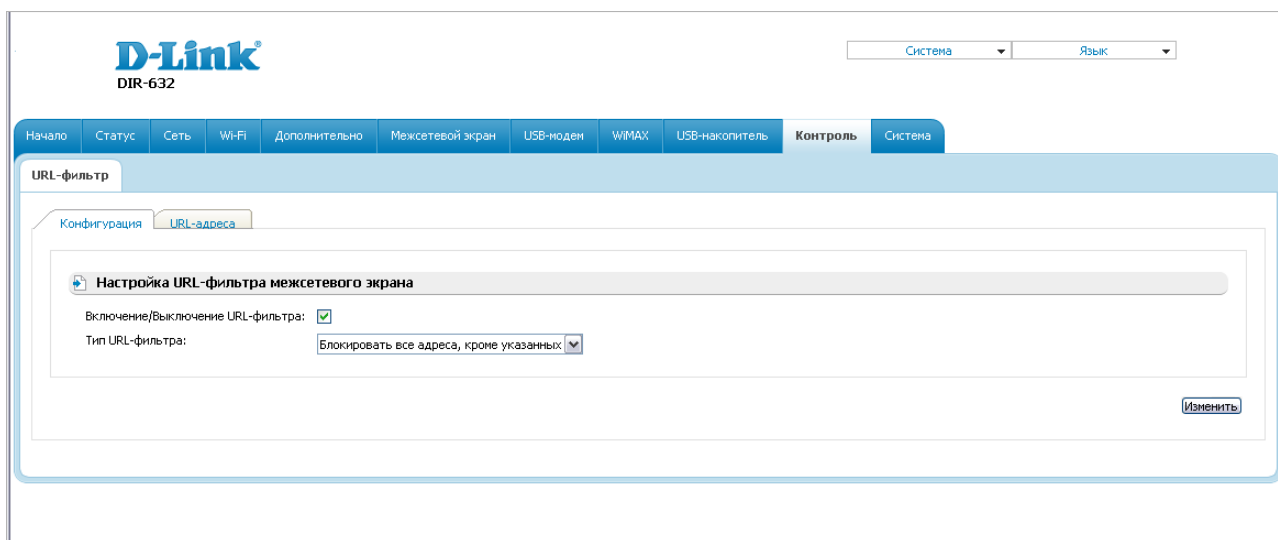 D-Link®
DIR-632
Система Язык
Начало Статус Сеть Wi-Fi Дополнительно Межсетевой экран USB-модем WiMAX USB-накопитель Контроль Система
URL-фильтр
Конфигурация URL-адреса
Настройка URL-фильтра межсетевого экрана
Включение/Выключение URL-фильтра:
Тип URL-фильтра: Блокировать все адреса, кроме указанных
Изменить